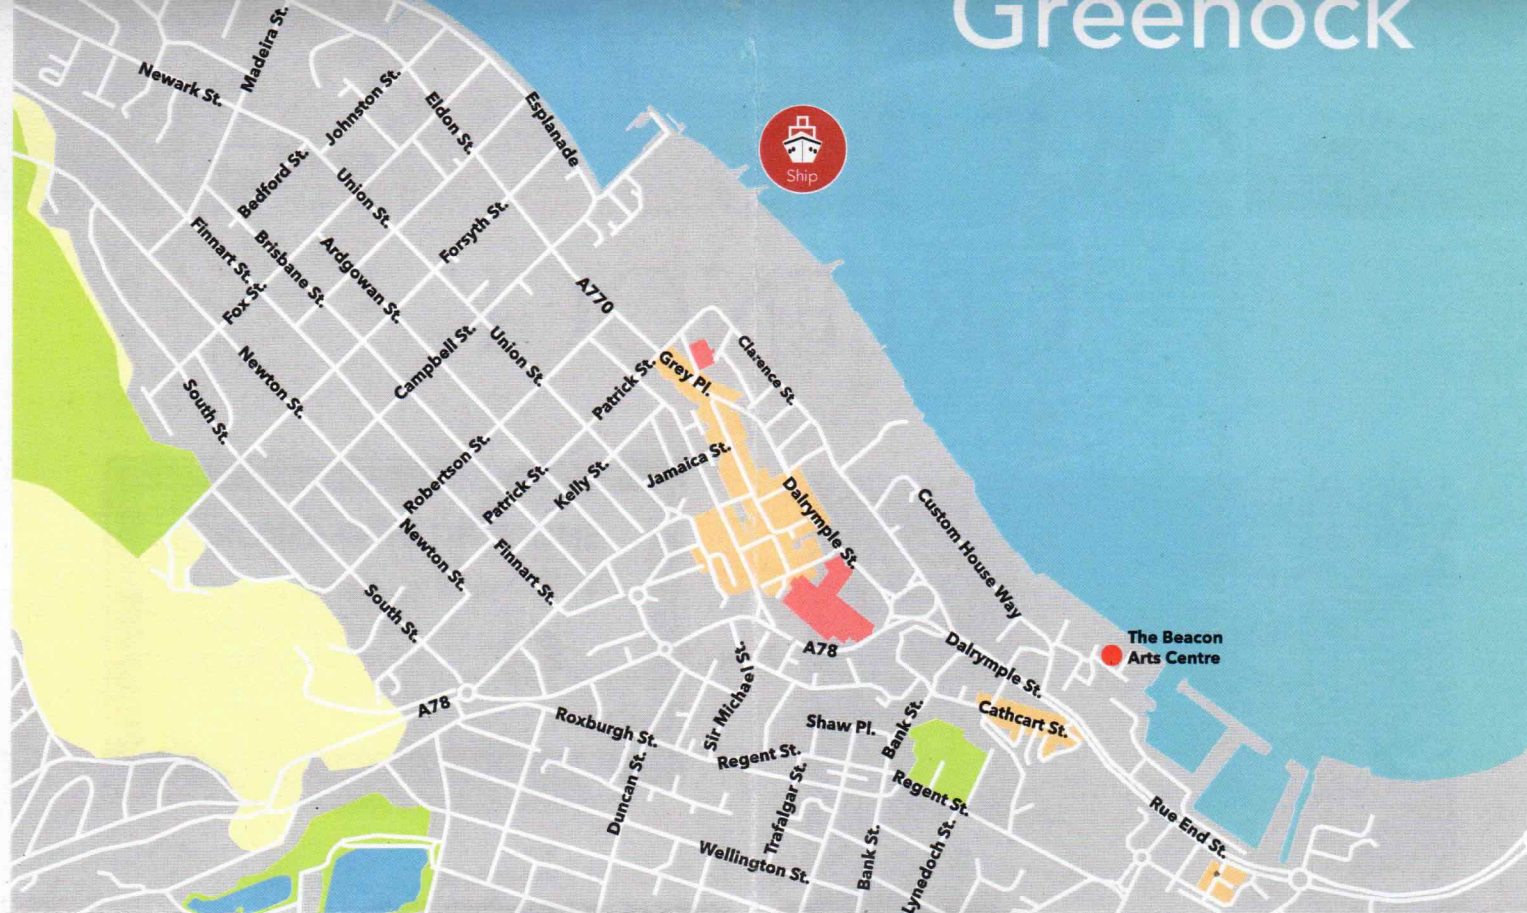 Greenock
Madeira St.
Newark St.
Johnston St.
Eldon St.
Esplanade
Ship
Bedford St.
Union St.
Forsyth St.
Finnart St.
Brisbane St.
Ardgowan St.
Fox St.
A770
Campbell St.
Union St.
Clarence St.
Grey Pl.
Patrick St.
Newton St.
South St.
Robertson St.
Patrick St.
Kelly St.
Jamaica St.
Dalrymple St.
Custom House Way
Newton St.
Finnart St.
South St.
The Beacon
Arts Centre
A78
Dalrymple St.
Sir Michael St.
A78
Roxburgh St.
Shaw Pl.
Bank St.
Cathcart St.
Regent St.
Regent St.
Duncan St.
Trafalgar St.
Rue End St.
Wellington St.
Bank St.
Lynedoch St.